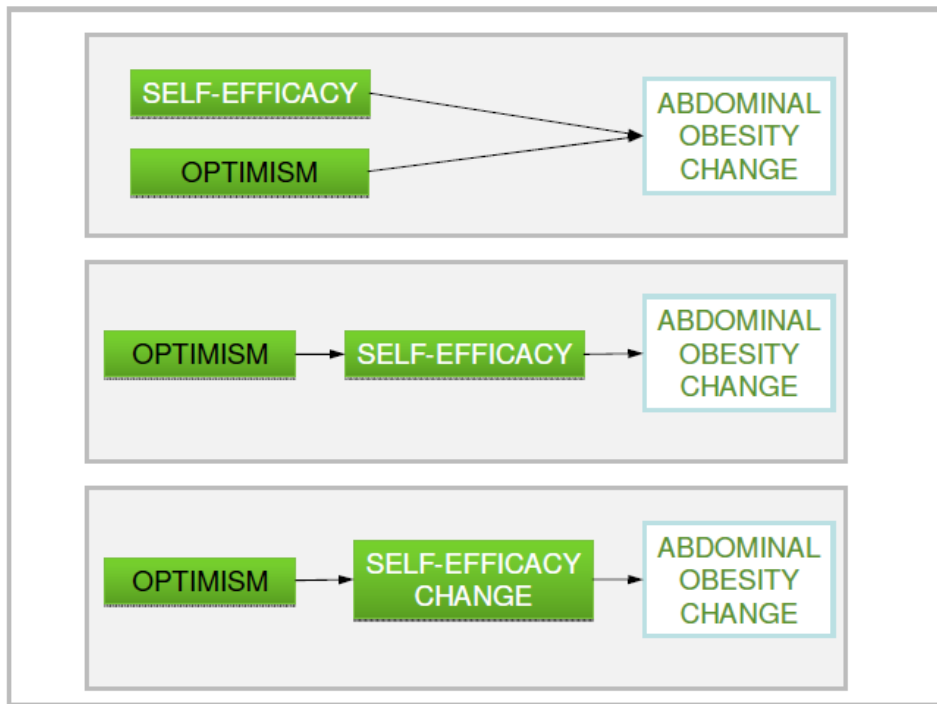 SELF-EFFICACY
OPTIMISM
ABDOMINAL
OBESITY
CHANGE
OPTIMISM
SELF-EFFICACY
ABDOMINAL
OBESITY
CHANGE
OPTIMISM
SELF-EFFICACY
CHANGE
ABDOMINAL
OBESITY
CHANGE